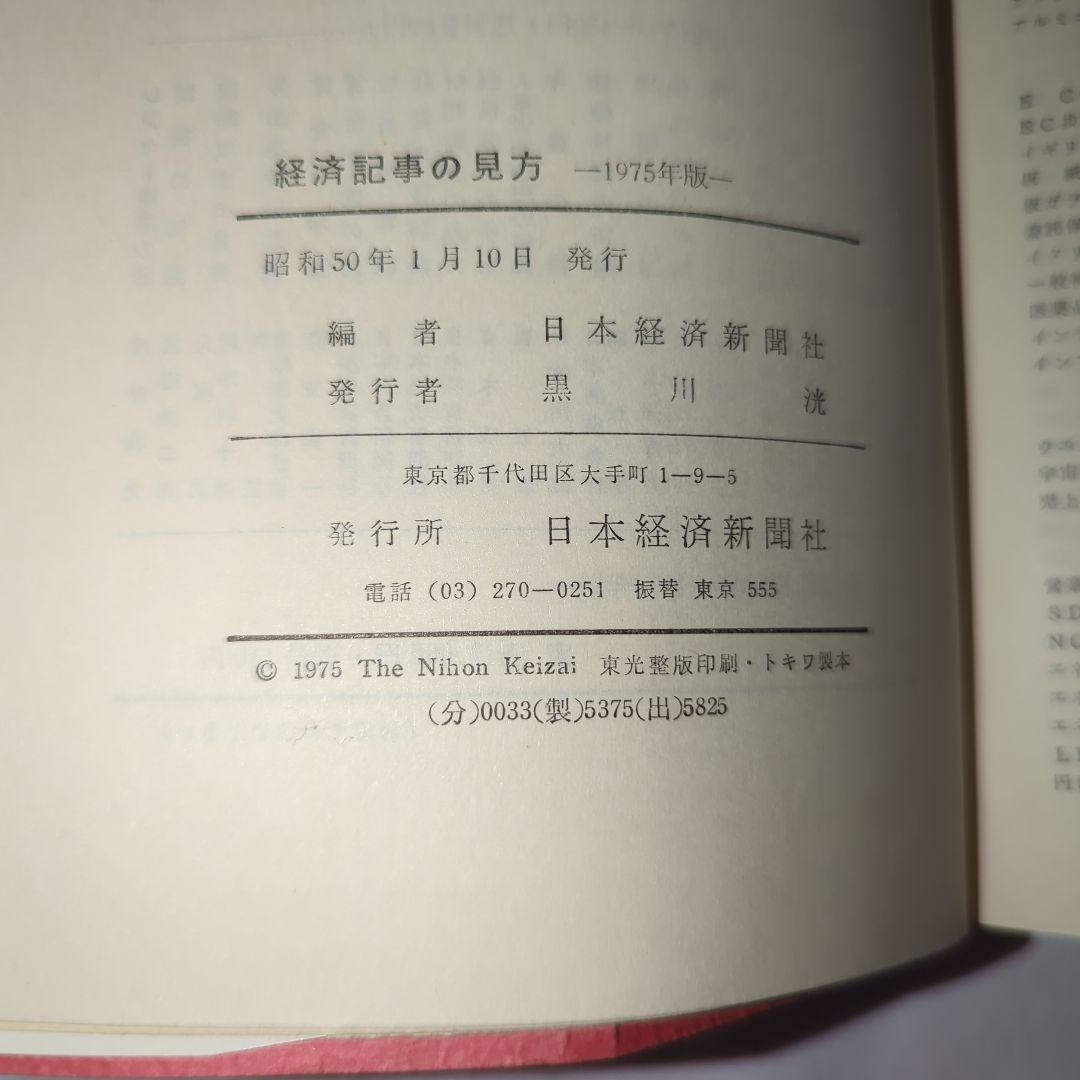 経済記事の見方 —1975年版—
昭和50年1月10日 発行
編者 日本経済新聞社
発行者 黒川洸
東京都千代田区大手町 1—9—5
発行所 日本経済新聞社
電話 (03) 270—0251 振替 東京 555
© 1975 The Nihon Keizai 東光整版印刷・トキワ製本
(分)0033(製)5375(出)5825